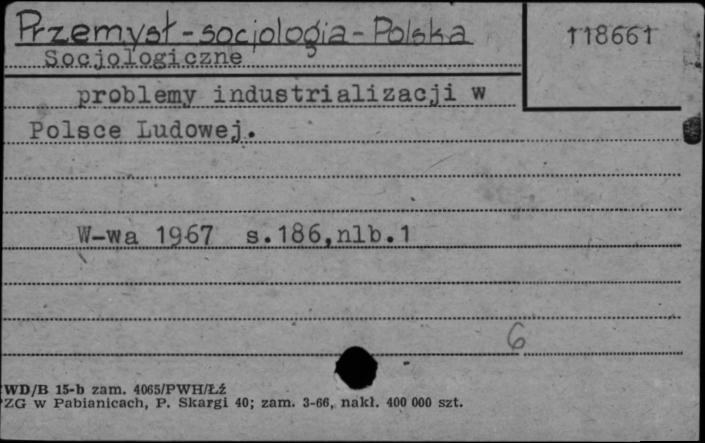 Przemysł - socjologia - Polska
118661
Socjologiczne
problemy industrializacji w
Polsce Ludowej.
W-wa 1967 s.186,nlb.1
6
WD/B 15-b zam. 4065/PWH/Łź
ZG w Pabianicach, P. Skargi 40; zam. 3-66, nakł. 400 000 szt.